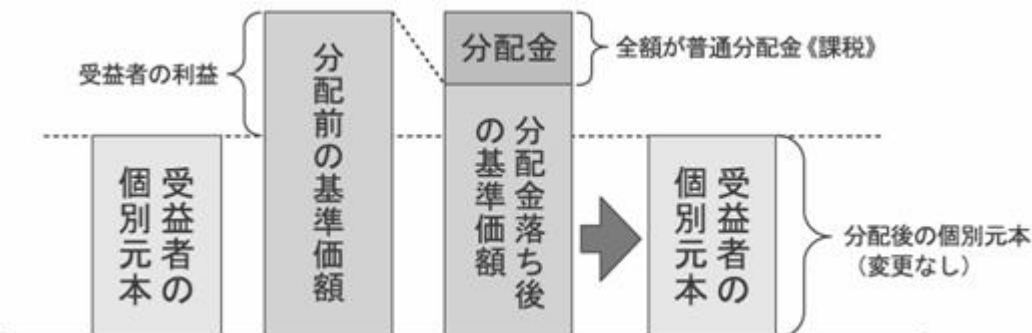 受益者の利益
受益者の
個別元本
分配前の基準価額
分配金
全額が普通分配金《課税》
分配金落ち後
の基準価額
受益者の
個別元本
分配後の個別元本
（変更なし）